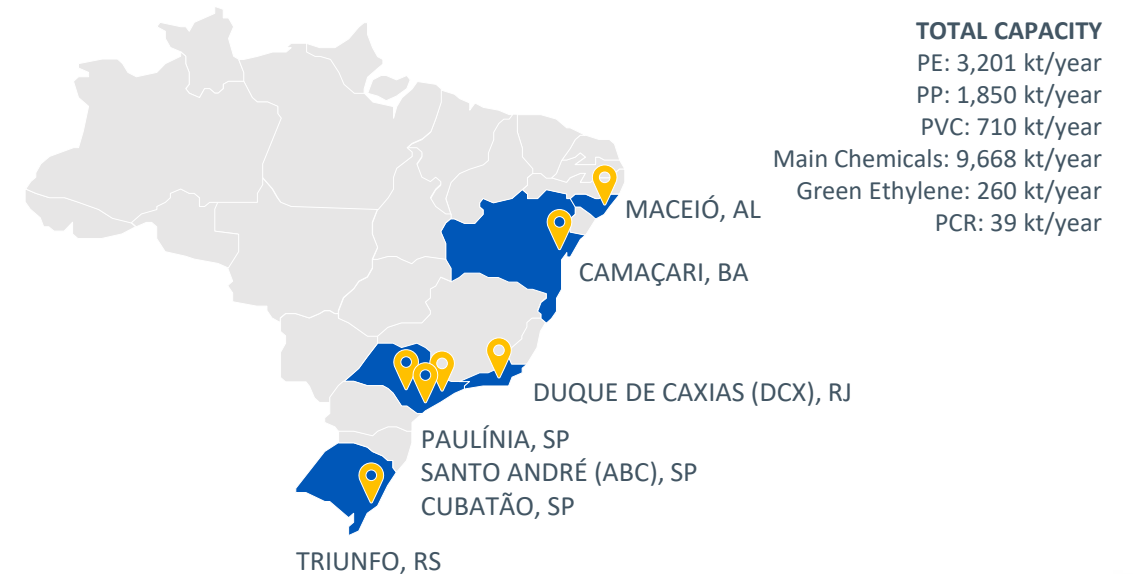 TOTAL CAPACITY
PE: 3,201 kt/year
PP: 1,850 kt/year
PVC: 710 kt/year
Main Chemicals: 9,668 kt/year
Green Ethylene: 260 kt/year
PCR: 39 kt/year
MACEIÓ, AL
CAMAÇARI, BA
DUQUE DE CAXIAS (DCX), RJ
PAULÍNIA, SP
SANTO ANDRÉ (ABC), SP
CUBATÃO, SP
TRIUNFO, RS